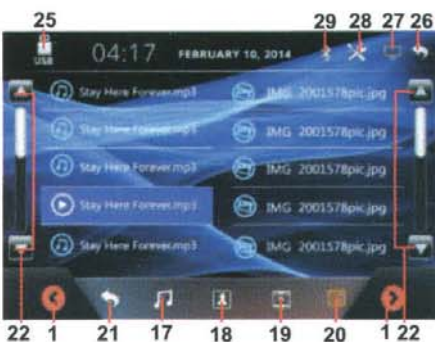 25 29 28 27 26
USB 04:17 FEBRUARY 10, 2014
Stay Here Forever.mp3 IMG 2001578pic.jpg
Stay Here Forever.mp3 IMG 2001578pic.jpg
Stay Here Forever.mp3 IMG 2001578pic.jpg
Stay Here Forever.mp3 IMG 2001578pic.jpg
Stay Here Forever.mp3 IMG 2001578pic.jpg
22 1 21 17 18 19 20 1 22